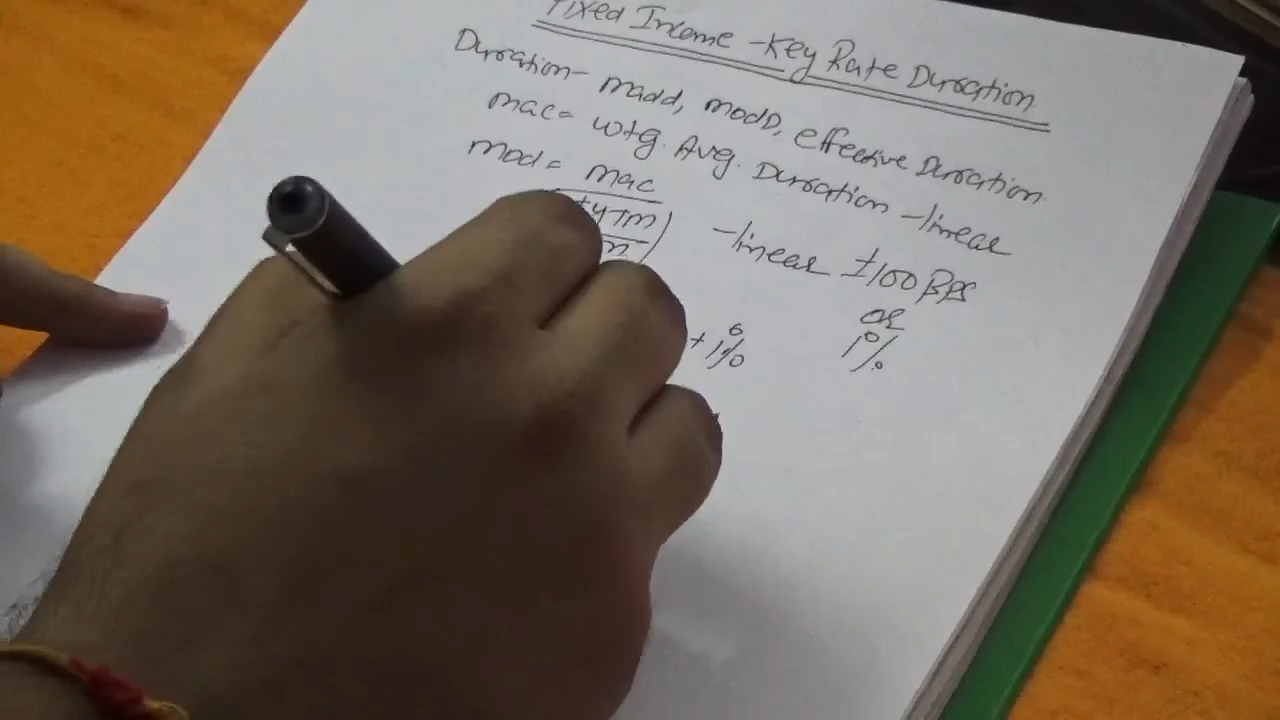 Fixed Income - Key Rate Duration
Duration - macD, modD, effective Duration
mac = wtg. Avg. Duration - linear
mod = mac
+ytm
m)
- linear ±100 BPS
OR
1%
+1%